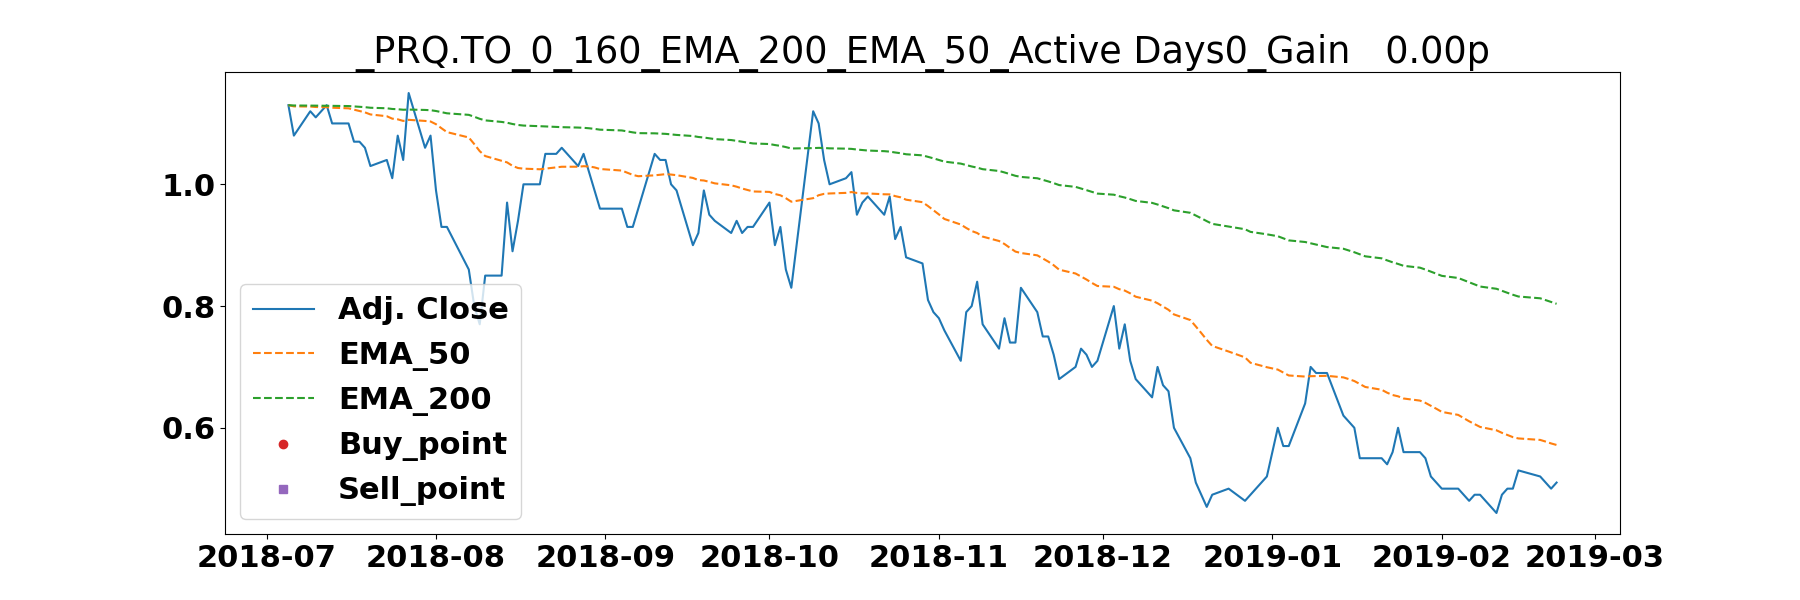 _PRQ.TO_0_160_EMA_200_EMA_50_Active Days0_Gain   0.00p
1.0
0.8
0.6
Adj. Close
EMA_50
EMA_200
Buy_point
Sell_point
2018-07 2018-08 2018-09 2018-10 2018-11 2018-12 2019-01 2019-02 2019-03